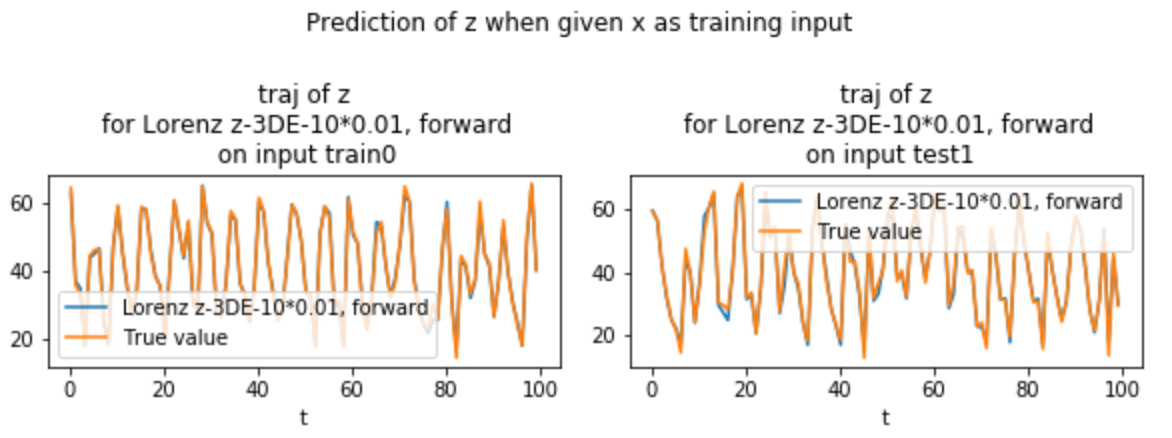 Prediction of z when given x as training input
traj of z
for Lorenz z-3DE-10*0.01, forward
on input train0
60
40
20
Lorenz z-3DE-10*0.01, forward
True value
0
20
40
60
80
100
t
traj of z
for Lorenz z-3DE-10*0.01, forward
on input test1
60
40
20
Lorenz z-3DE-10*0.01, forward
True value
0
20
40
60
80
100
t